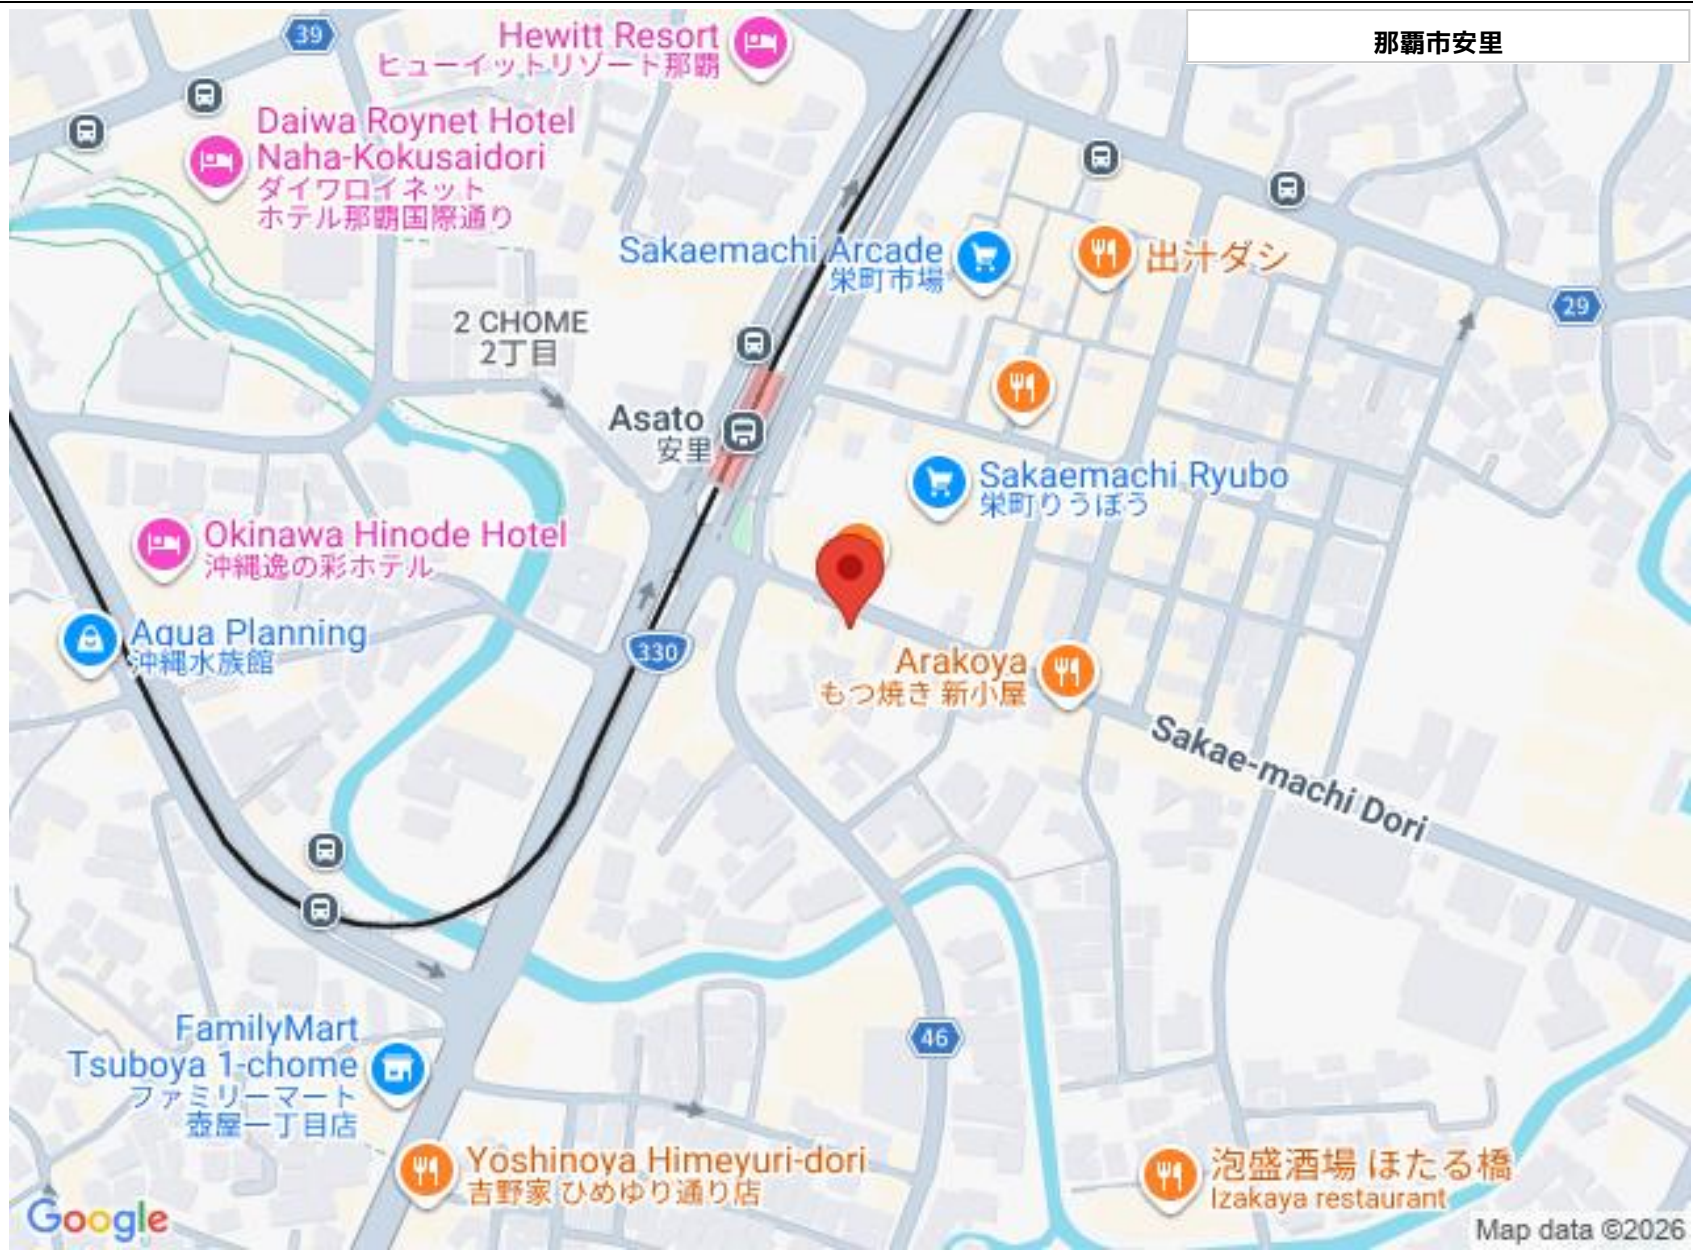 那覇市安里
39
Hewitt Resort
ヒューイットリゾート那覇
Daiwa Roynet Hotel
Naha-Kokusaidori
ダイワロイネット
ホテル那覇国際通り
Sakaemachi Arcade
栄町市場
出汁ダシ
29
2 CHOME
2丁目
Asato
安里
Sakaemachi Ryubo
栄町りうぼう
Okinawa Hinode Hotel
沖縄逸の彩ホテル
Aqua Planning
沖縄水族館
330
Arakoya
もつ焼き 新小屋
Sakae-machi Dori
FamilyMart
Tsuboya 1-chome
ファミリーマート
壺屋一丁目店
46
Yoshinoya Himeyuri-dori
吉野家 ひめゆり通り店
泡盛酒場 ほたる橋
Izakaya restaurant
Google
Map data ©2026